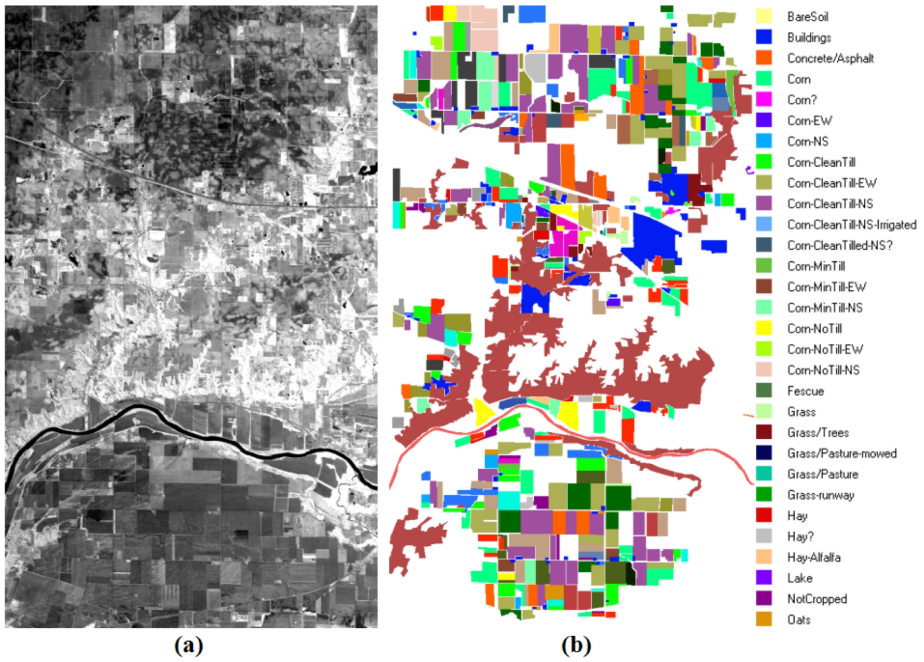 BareSoil
Buildings
Concrete/Asphalt
Corn
Corn?
Corn-EW
Corn-NS
Corn-CleanTill
Corn-CleanTill-EW
Corn-CleanTill-NS
Corn-CleanTill-NS-Irrigated
Corn-CleanTilled-NS?
Corn-MinTill
Corn-MinTill-EW
Corn-MinTill-NS
Corn-NoTill
Corn-NoTill-EW
Corn-NoTill-NS
Fescue
Grass
Grass/Trees
Grass/Pasture-mowed
Grass/Pasture
Grass-runway
Hay
Hay?
Hay-Alfalfa
Lake
NotCropped
Oats
(a)
(b)